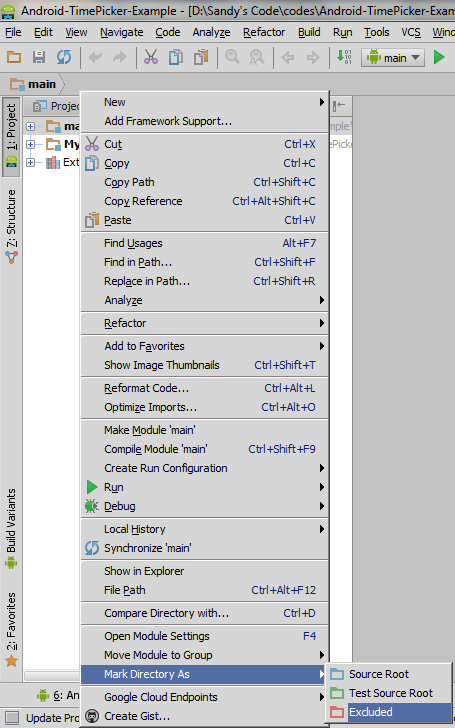 Android-TimePicker-Example - [D:\Sandy's Code\codes\Android-TimePicker-Exam
File Edit View Navigate Code Analyze Refactor Build Run Tools VCS Wind
main
main
1: Project
Proje
New
Add Framework Support...
Cut Ctrl+X
Copy Ctrl+C
Copy Path Ctrl+Shift+C
Copy Reference Ctrl+Alt+Shift+C
Paste Ctrl+V
Find Usages Alt+F7
Find in Path... Ctrl+Shift+F
Replace in Path... Ctrl+Shift+R
Analyze
Refactor
Add to Favorites
Show Image Thumbnails Ctrl+Shift+T
Reformat Code... Ctrl+Alt+L
Optimize Imports... Ctrl+Alt+O
Make Module 'main'
Compile Module 'main' Ctrl+Shift+F9
Create Run Configuration
Run
Debug
Local History
Synchronize 'main'
Show in Explorer
File Path Ctrl+Alt+F12
Compare Directory with... Ctrl+D
Open Module Settings F4
Move Module to Group
Mark Directory As
Google Cloud Endpoints
Create Gist...
Source Root
Test Source Root
Excluded
ma
My
Ext
7: Structure
Build Variants
2: Favorites
6: An
Update Pro